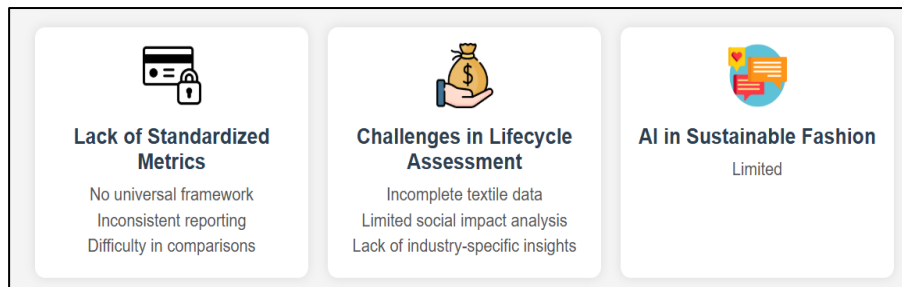 Lack of Standardized
Metrics
No universal framework
Inconsistent reporting
Difficulty in comparisons
$
Challenges in Lifecycle
Assessment
Incomplete textile data
Limited social impact analysis
Lack of industry-specific insights
AI in Sustainable Fashion
Limited